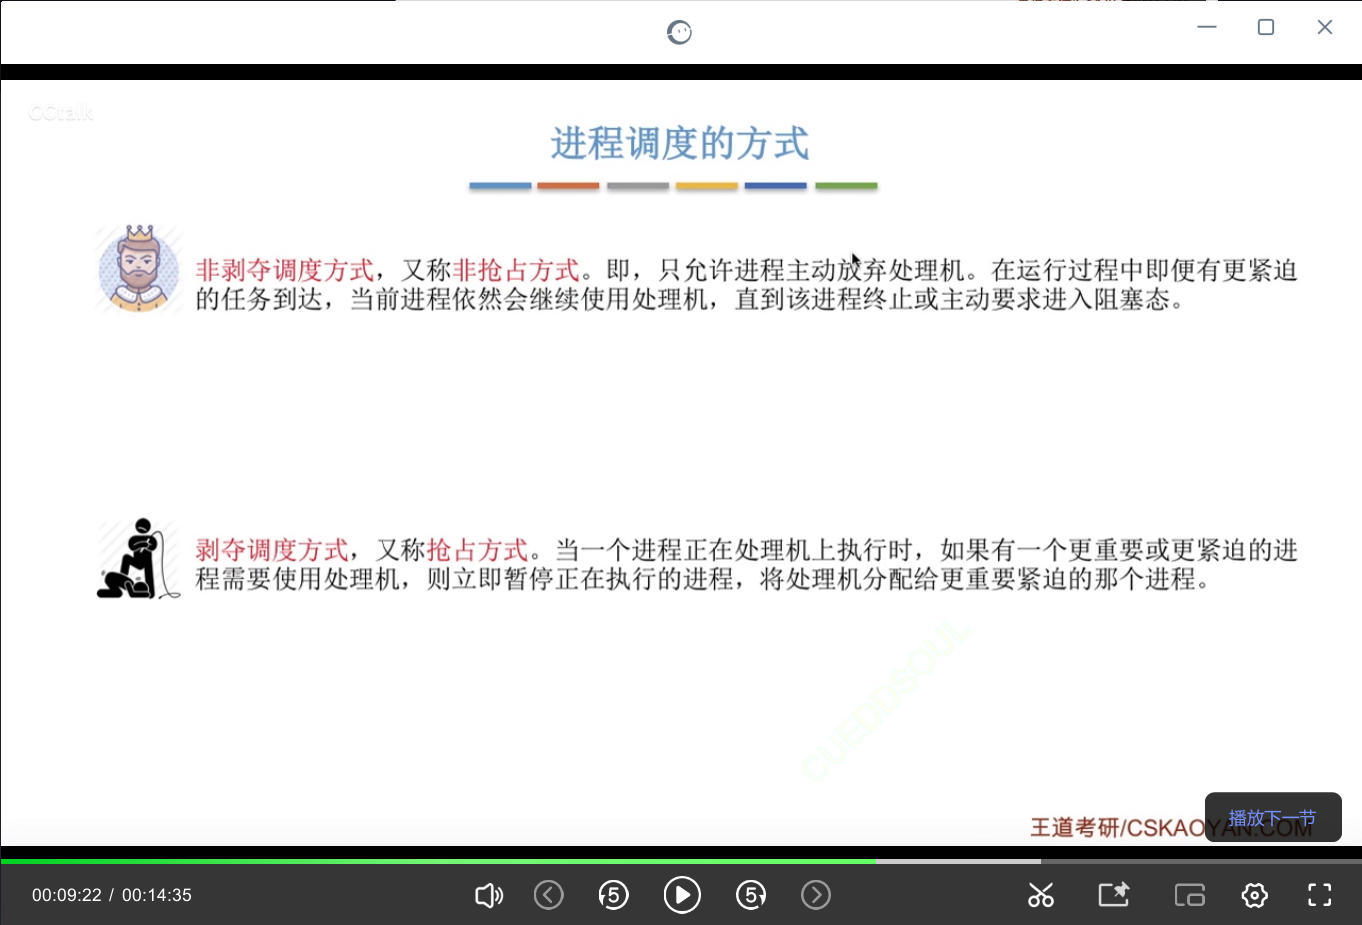 CCtalk
进程调度的方式
非剥夺调度方式，又称非抢占方式。即，只允许进程主动放弃处理机。在运行过程中即便有更紧迫
的任务到达，当前进程依然会继续使用处理机，直到该进程终止或主动要求进入阻塞态。
剥夺调度方式，又称抢占方式。当一个进程正在处理机上执行时，如果有一个更重要或更紧迫的进
程需要使用处理机，则立即暂停正在执行的进程，将处理机分配给更重要紧迫的那个进程。
CUEDDSOUL
王道考研/CSKAOYAN.COM
播放下一节
00:09:22 / 00:14:35
5
5